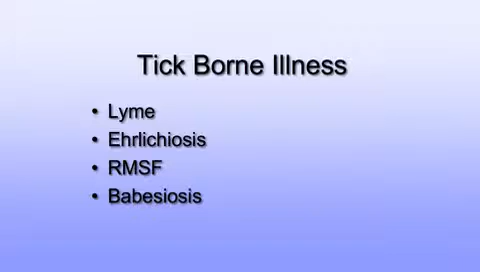 Tick Borne Illness
• Lyme
• Ehrlichiosis
• RMSF
• Babesiosis